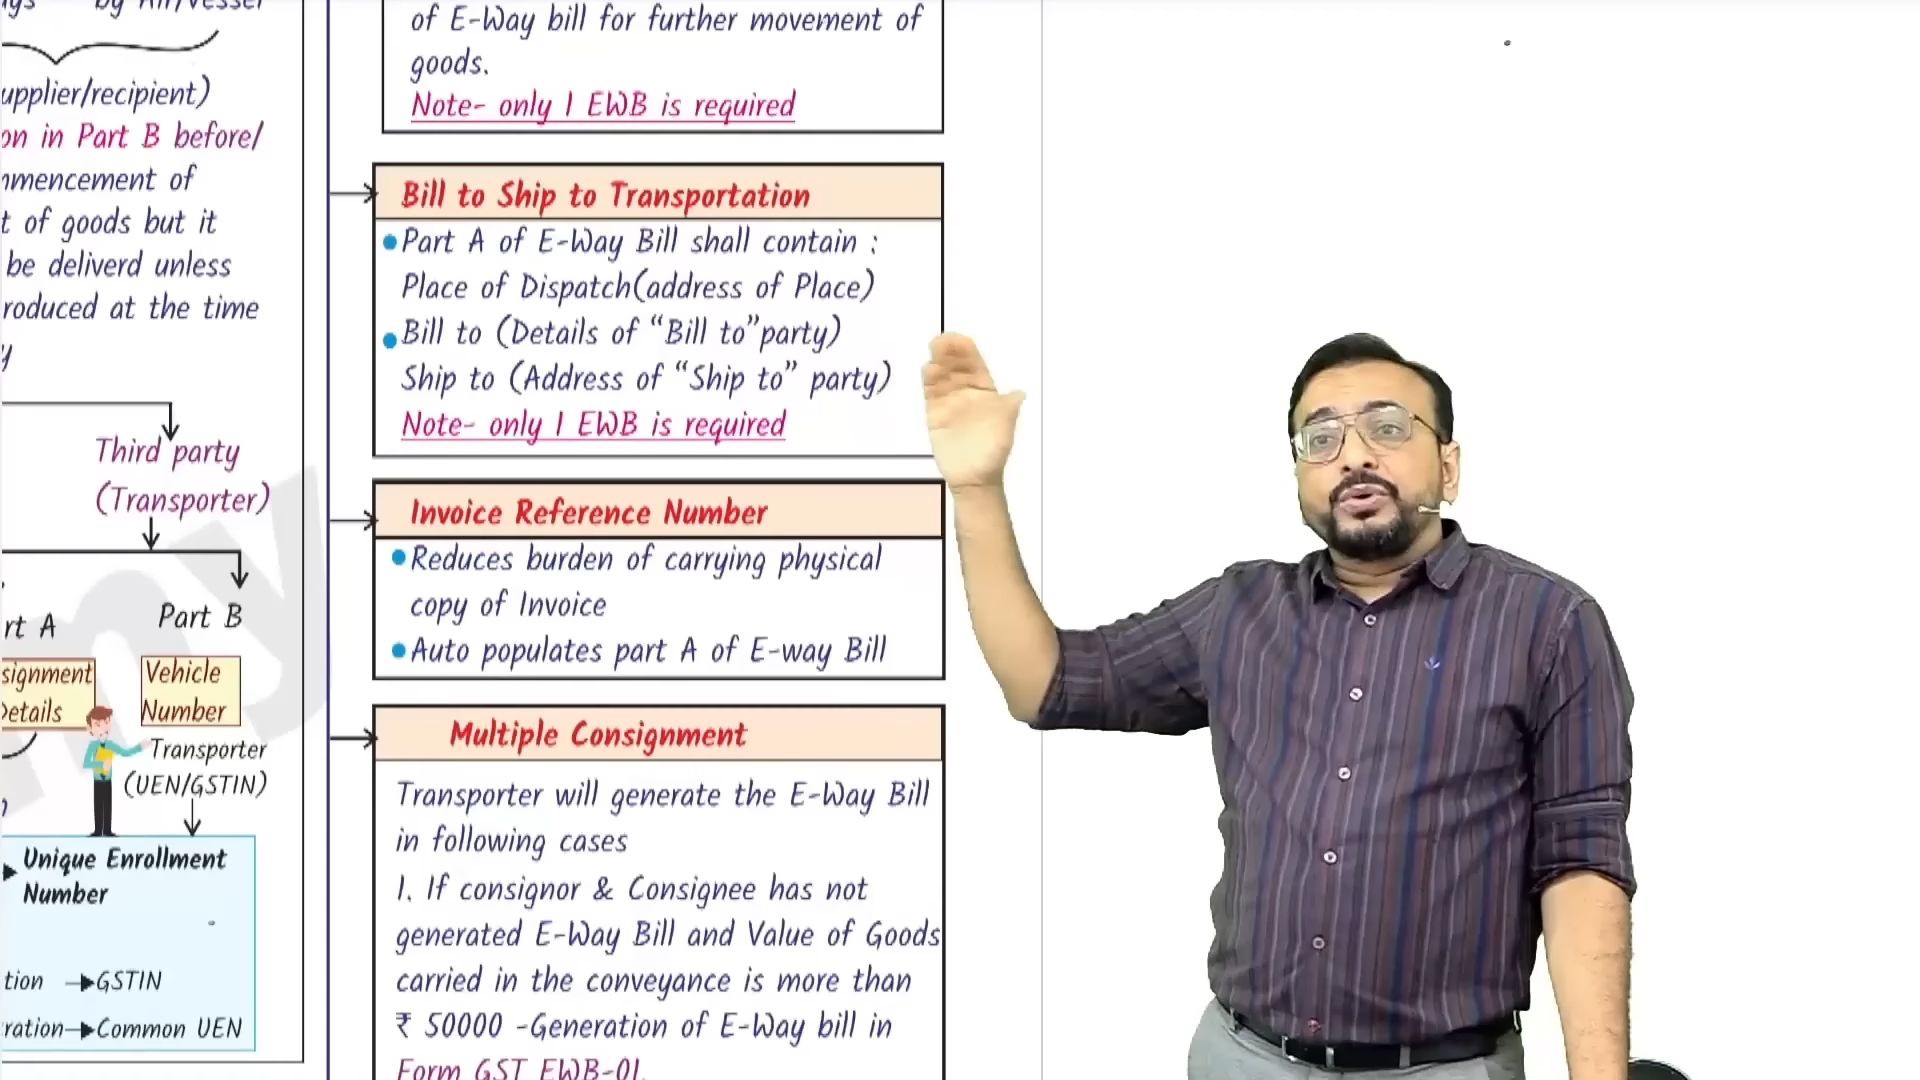 by Air/Vessel
upplier/recipient)
on in Part B before/
mmencement of
t of goods but it
be deliverd unless
roduced at the time
y
Third party
(Transporter)
rt A
Part B
signment
Details
Vehicle
Number
Transporter
(UEN/GSTIN)
Unique Enrollment
Number
tion → GSTIN
ration → Common UEN
of E-Way bill for further movement of
goods.
Note- only 1 EWB is required
Bill to Ship to Transportation
Part A of E-Way Bill shall contain :
Place of Dispatch(address of Place)
Bill to (Details of “Bill to”party)
Ship to (Address of “Ship to” party)
Note- only 1 EWB is required
Invoice Reference Number
Reduces burden of carrying physical
copy of Invoice
Auto populates part A of E-way Bill
Multiple Consignment
Transporter will generate the E-Way Bill
in following cases
1. If consignor & Consignee has not
generated E-Way Bill and Value of Goods
carried in the conveyance is more than
₹ 50000 -Generation of E-Way bill in
Form GST EWB-01.